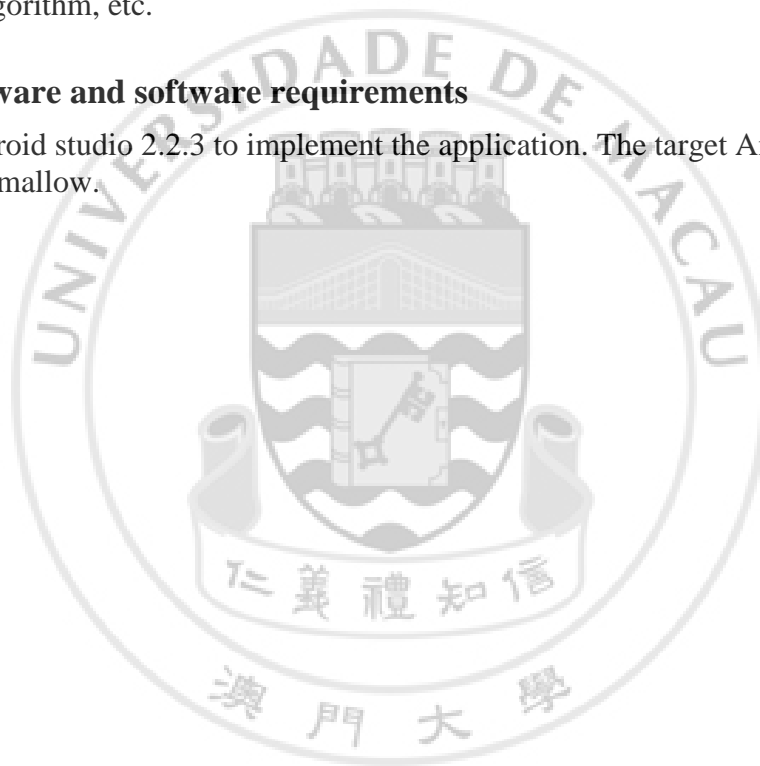 gorithm, etc.
ware and software requirements
roid studio 2.2.3 to implement the application. The target A
mallow.
UNIVERSIDADE DE MACAU
仁義禮知信
澳門大學